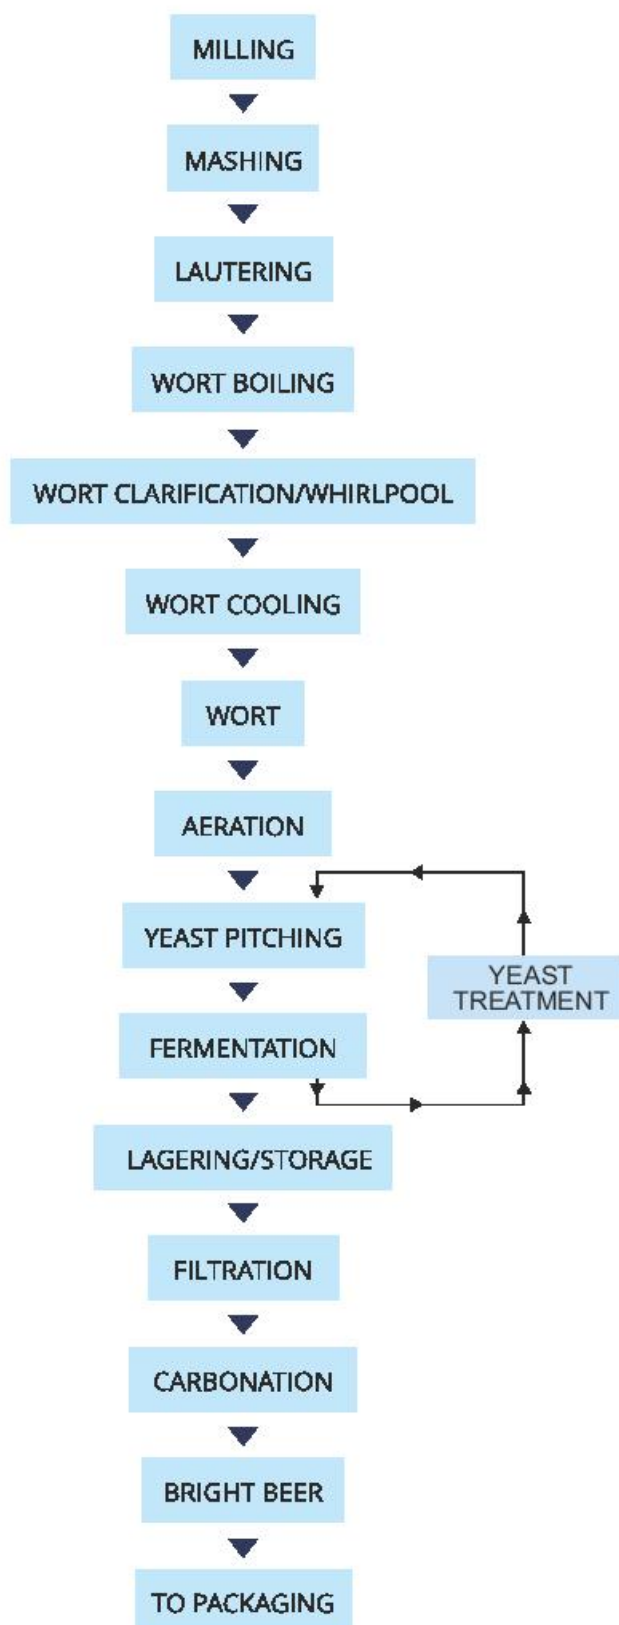 MILLING
MASHING
LAUTERING
WORT BOILING
WORT CLARIFICATION/WHIRLPOOL
WORT COOLING
WORT
AERATION
YEAST PITCHING
YEAST
TREATMENT
FERMENTATION
LAGERING/STORAGE
FILTRATION
CARBONATION
BRIGHT BEER
TO PACKAGING